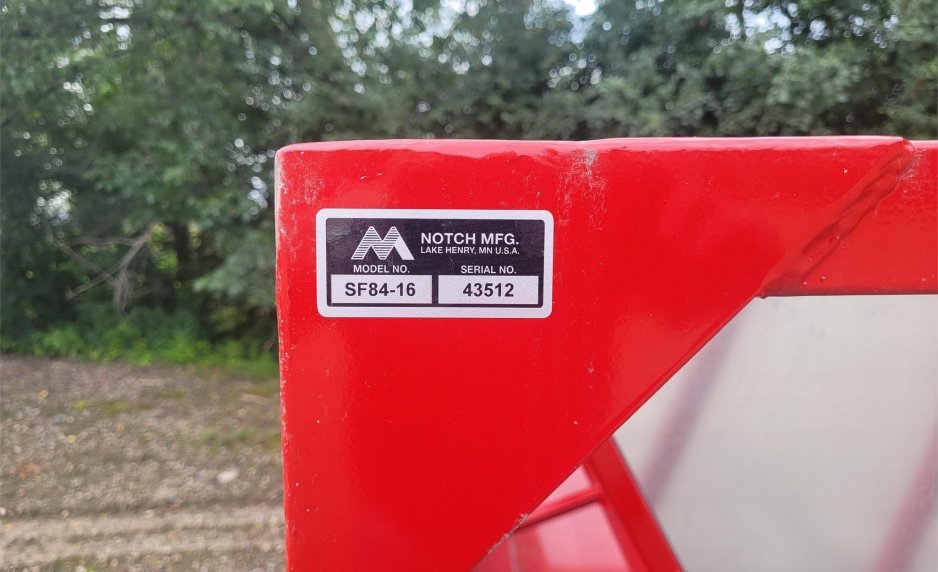 NOTCH MFG.
LAKE HENRY, MN U.S.A.
MODEL NO. SERIAL NO.
SF84-16 43512